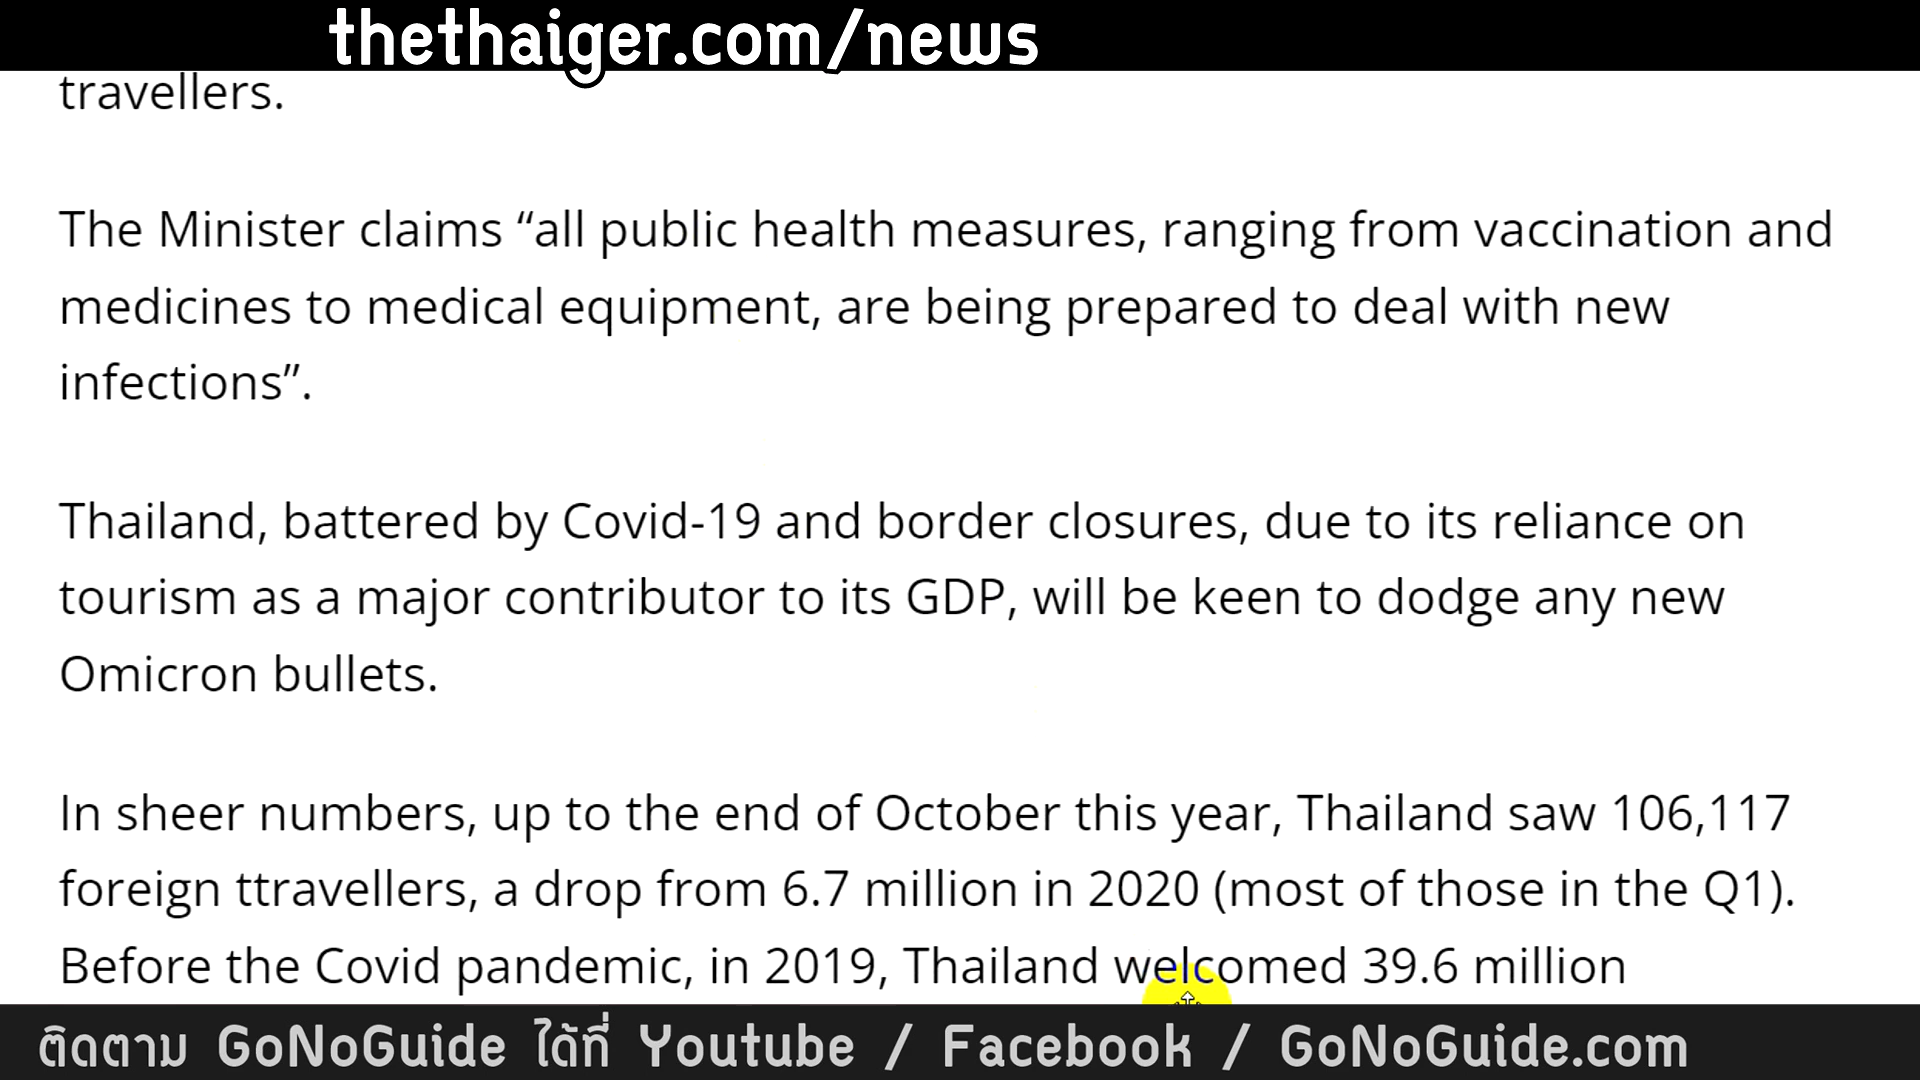 thethaiger.com/news
travellers.
The Minister claims “all public health measures, ranging from vaccination and
medicines to medical equipment, are being prepared to deal with new
infections”.
Thailand, battered by Covid-19 and border closures, due to its reliance on
tourism as a major contributor to its GDP, will be keen to dodge any new
Omicron bullets.
In sheer numbers, up to the end of October this year, Thailand saw 106,117
foreign ttravellers, a drop from 6.7 million in 2020 (most of those in the Q1).
Before the Covid pandemic, in 2019, Thailand welcomed 39.6 million
ติดตาม GoNoGuide ได้ที่ Youtube / Facebook / GoNoGuide.com